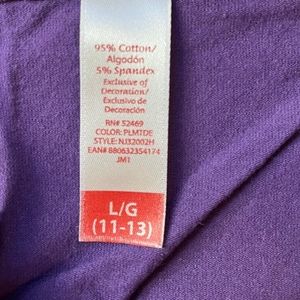 95% Cotton/
Algodón
5% Spandex
Exclusive of
Decoration/
Exclusivo de
Decoración
RN# 52469
COLOR: PLMTDE
STYLE: NJ32002H
EAN# 880632354174
JM1
L/G
(11-13)